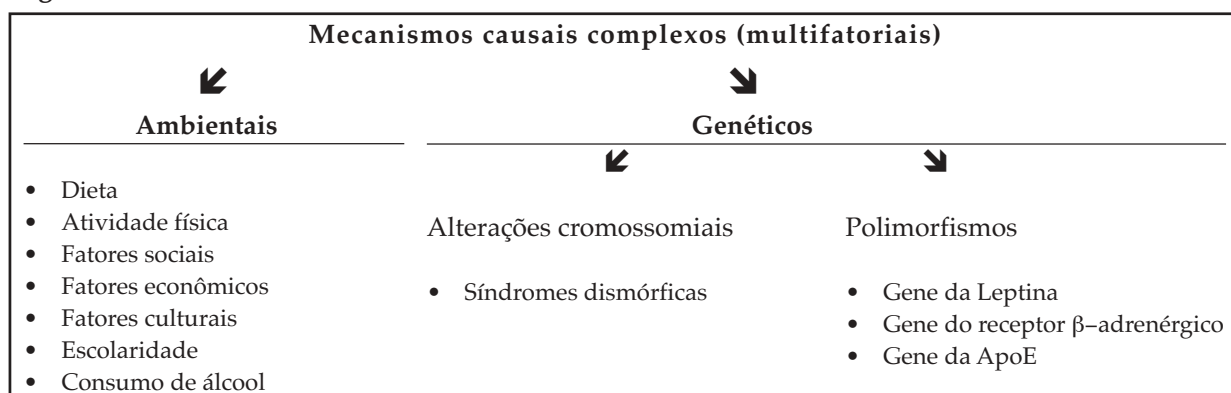 Mecanismos causais complexos (multifatoriais)
Ambientais
Genéticos
• Dieta
• Atividade física
• Fatores sociais
• Fatores econômicos
• Fatores culturais
• Escolaridade
• Consumo de álcool
Alterações cromossomiais
• Síndromes dismórficas
Polimorfismos
• Gene da Leptina
• Gene do receptor β–adrenérgico
• Gene da ApoE